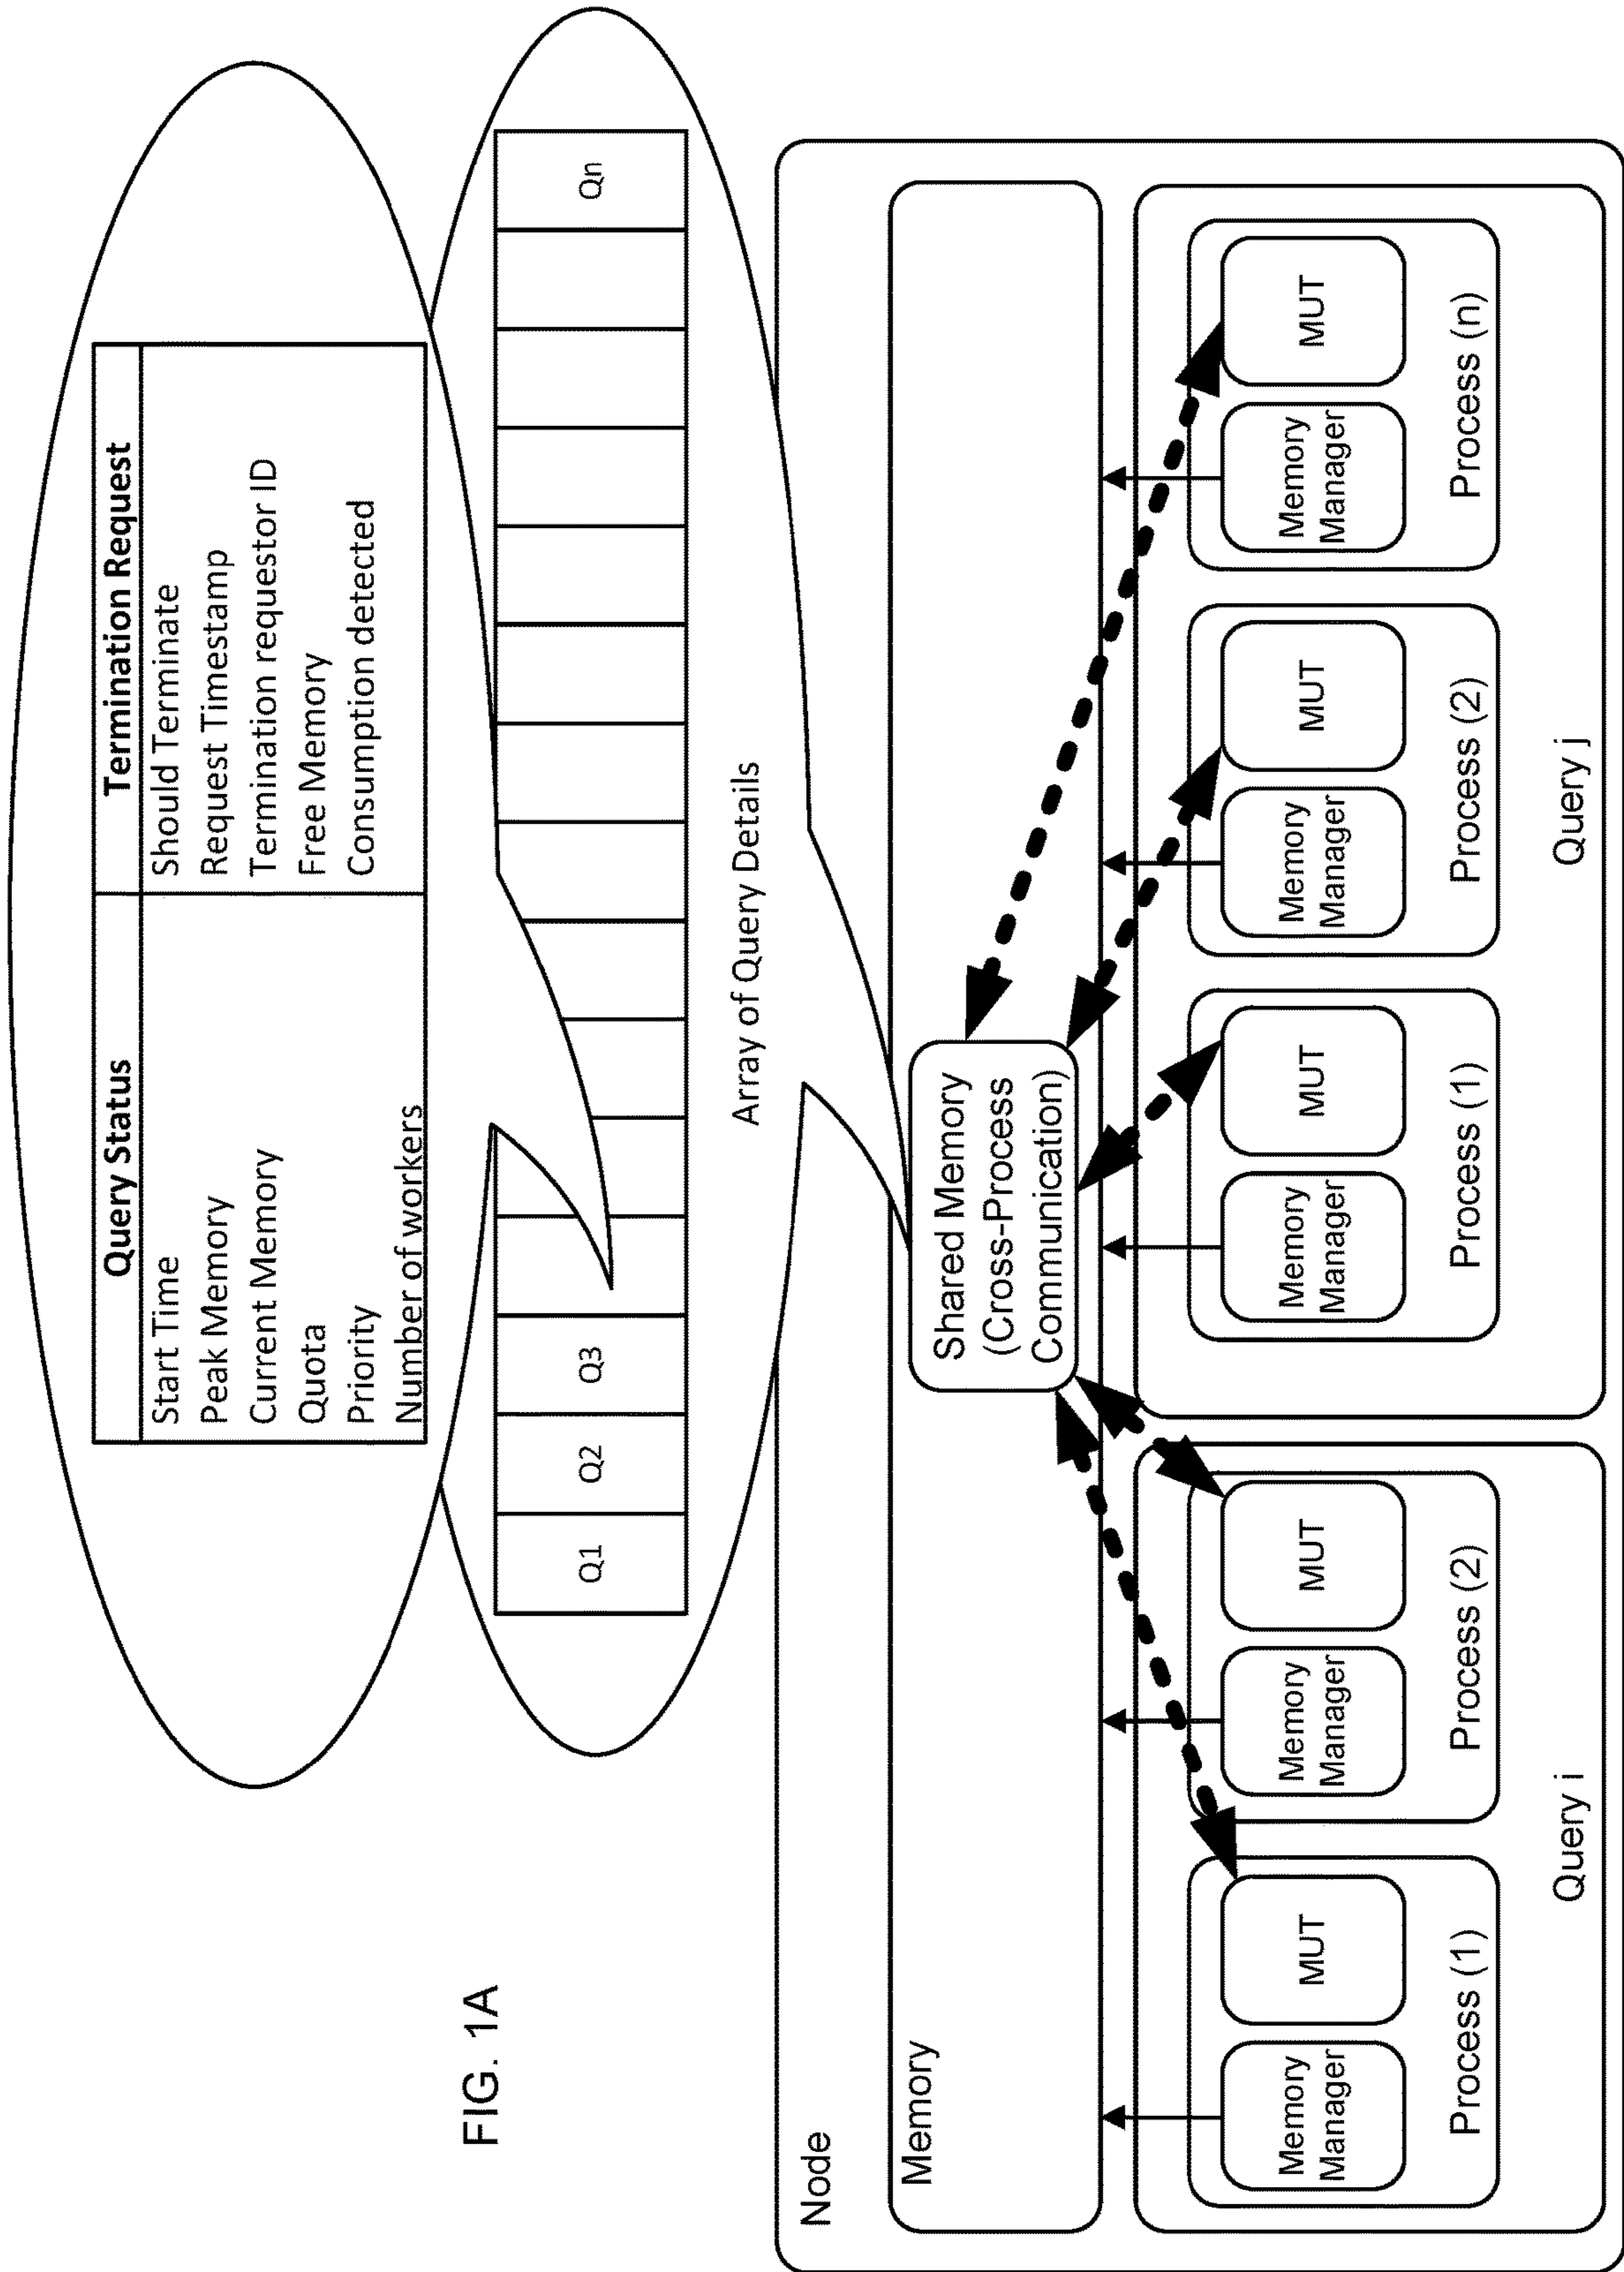 Query Status
Termination Request
Start Time
Peak Memory
Current Memory
Quota
Priority
Number of workers
Should Terminate
Request Timestamp
Termination requestor ID
Free Memory
Consumption detected
FIG. 1A
Q1
Q2
Q3
Qn
Array of Query Details
Node
Memory
Shared Memory
(Cross-Process
Communication)
Memory
Manager
MUT
Process (1)
Memory
Manager
MUT
Process (2)
Query i
Memory
Manager
MUT
Process (1)
Memory
Manager
MUT
Process (2)
Memory
Manager
MUT
Process (n)
Query j